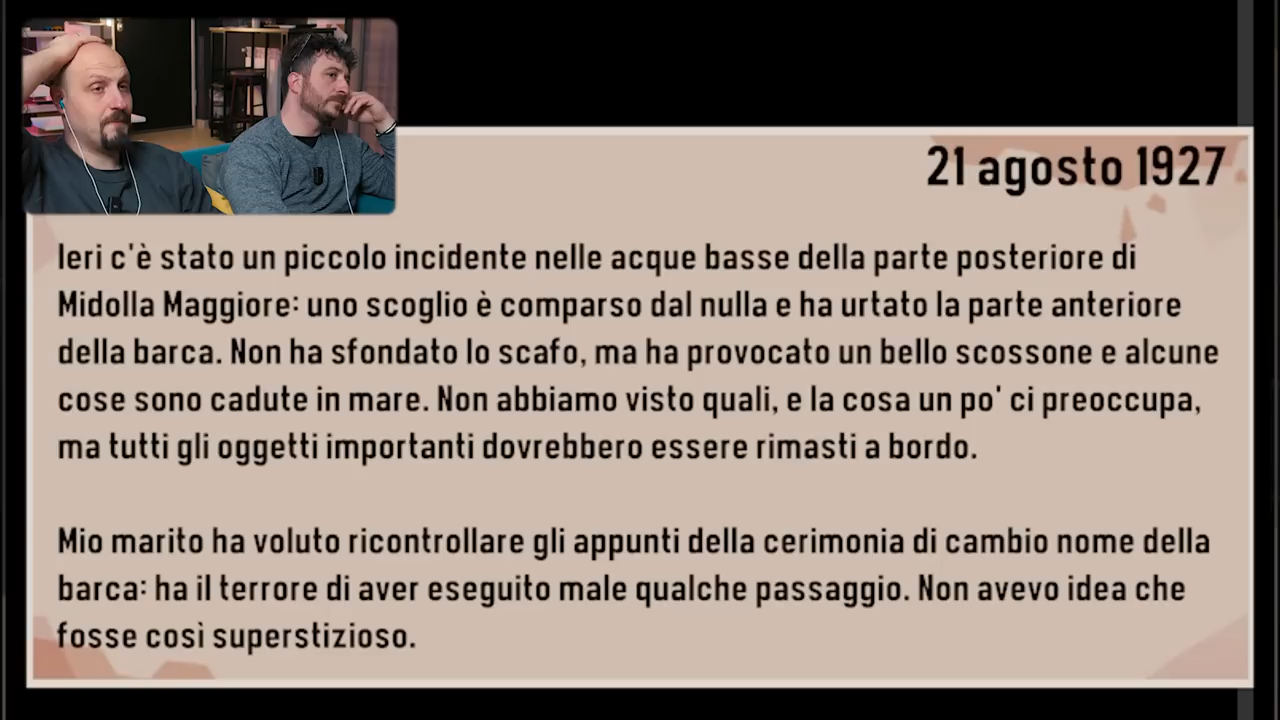 21 agosto 1927
Ieri c'è stato un piccolo incidente nelle acque basse della parte posteriore di
Midolla Maggiore: uno scoglio è comparso dal nulla e ha urtato la parte anteriore
della barca. Non ha sfondato lo scafo, ma ha provocato un bello scossone e alcune
cose sono cadute in mare. Non abbiamo visto quali, e la cosa un po' ci preoccupa,
ma tutti gli oggetti importanti dovrebbero essere rimasti a bordo.
Mio marito ha voluto ricontrollare gli appunti della cerimonia di cambio nome della
barca: ha il terrore di aver eseguito male qualche passaggio. Non avevo idea che
fosse così superstizioso.